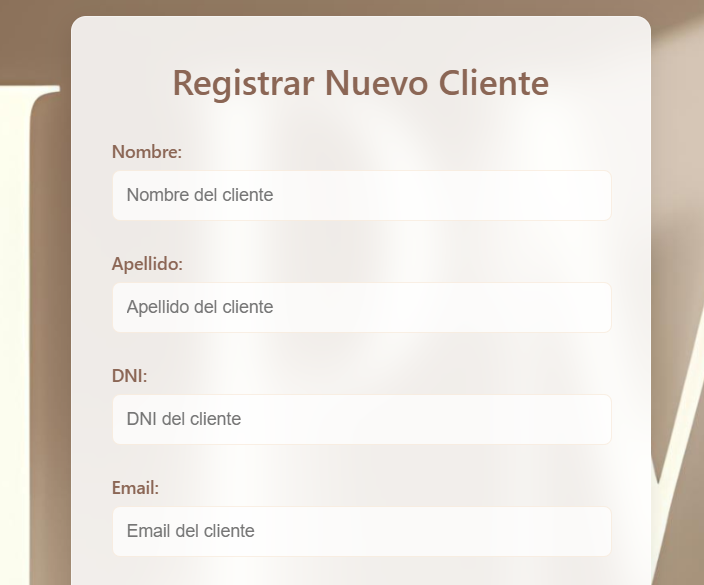 Registrar Nuevo Cliente
Nombre:
Nombre del cliente
Apellido:
Apellido del cliente
DNI:
DNI del cliente
Email:
Email del cliente